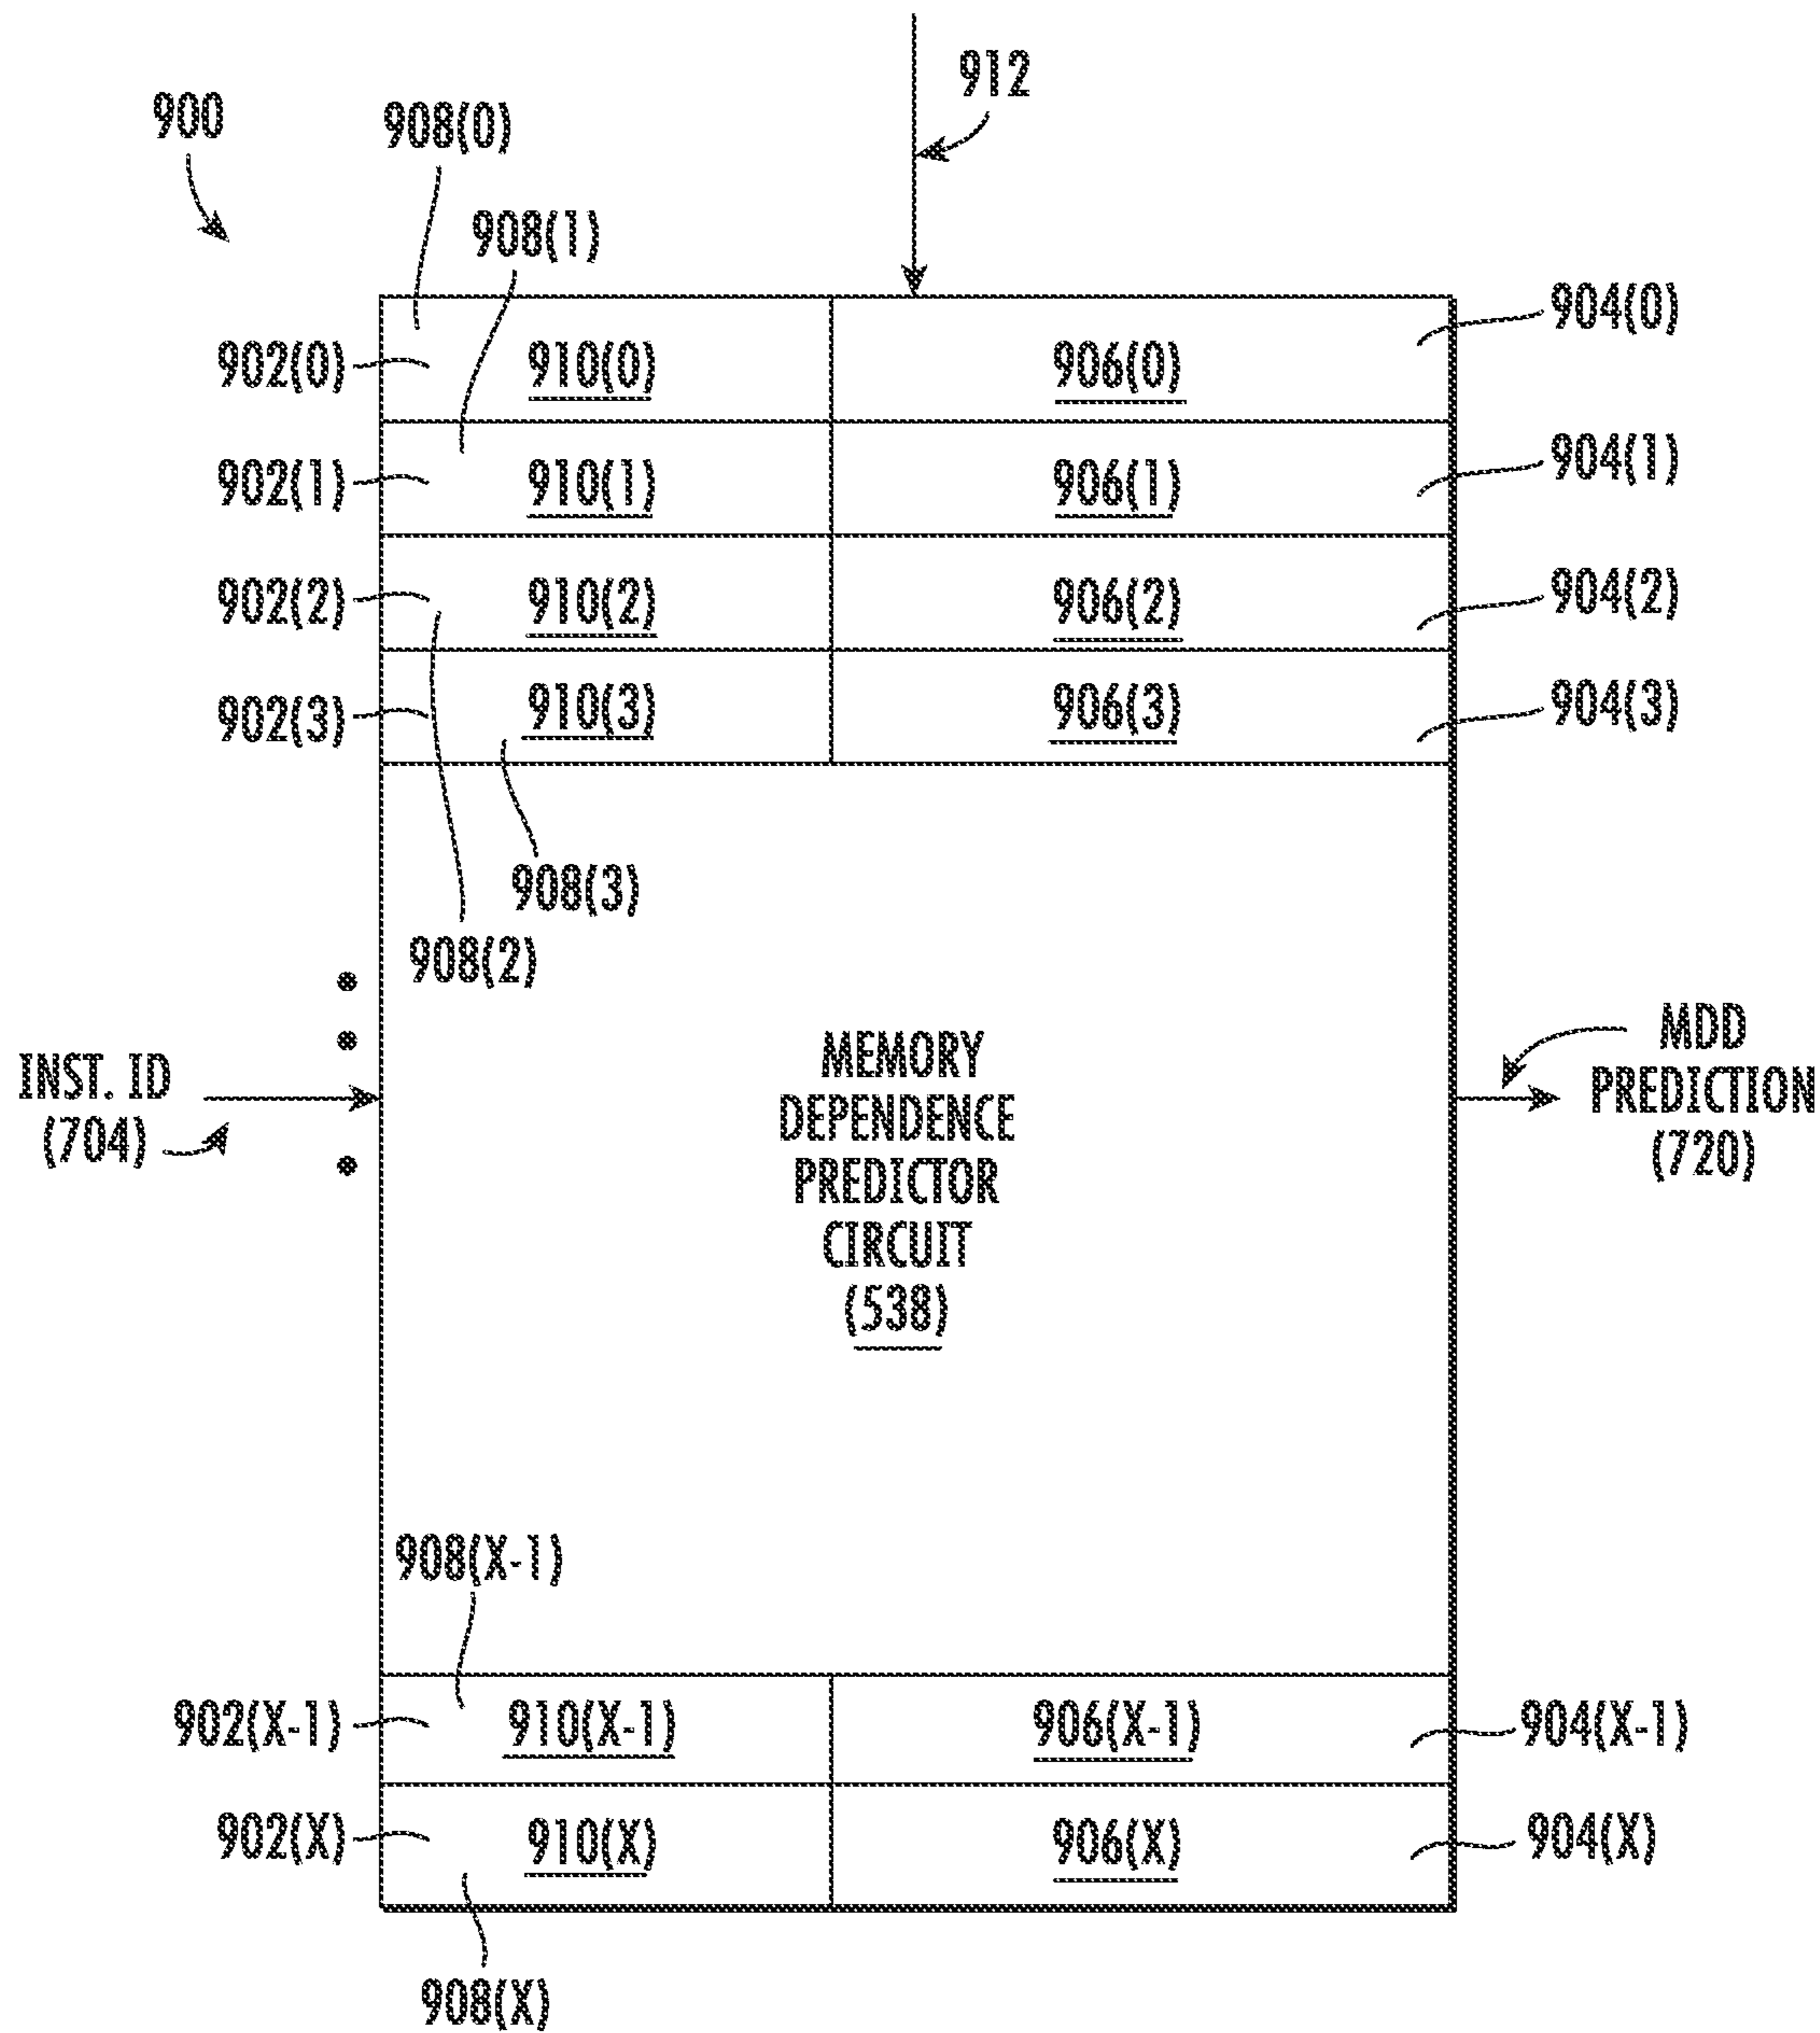 912
900
908(0)
908(1)
904(0)
902(0)
910(0)
906(0)
904(1)
902(1)
910(1)
906(1)
904(2)
902(2)
910(2)
906(2)
904(3)
902(3)
910(3)
906(3)
908(3)
908(2)
INST. ID
(704)
MEMORY
DEPENDENCE
PREDICTOR
CIRCUIT
(538)
MDD
PREDICTION
(720)
908(X-1)
902(X-1)
910(X-1)
906(X-1)
904(X-1)
902(X)
910(X)
906(X)
904(X)
908(X)